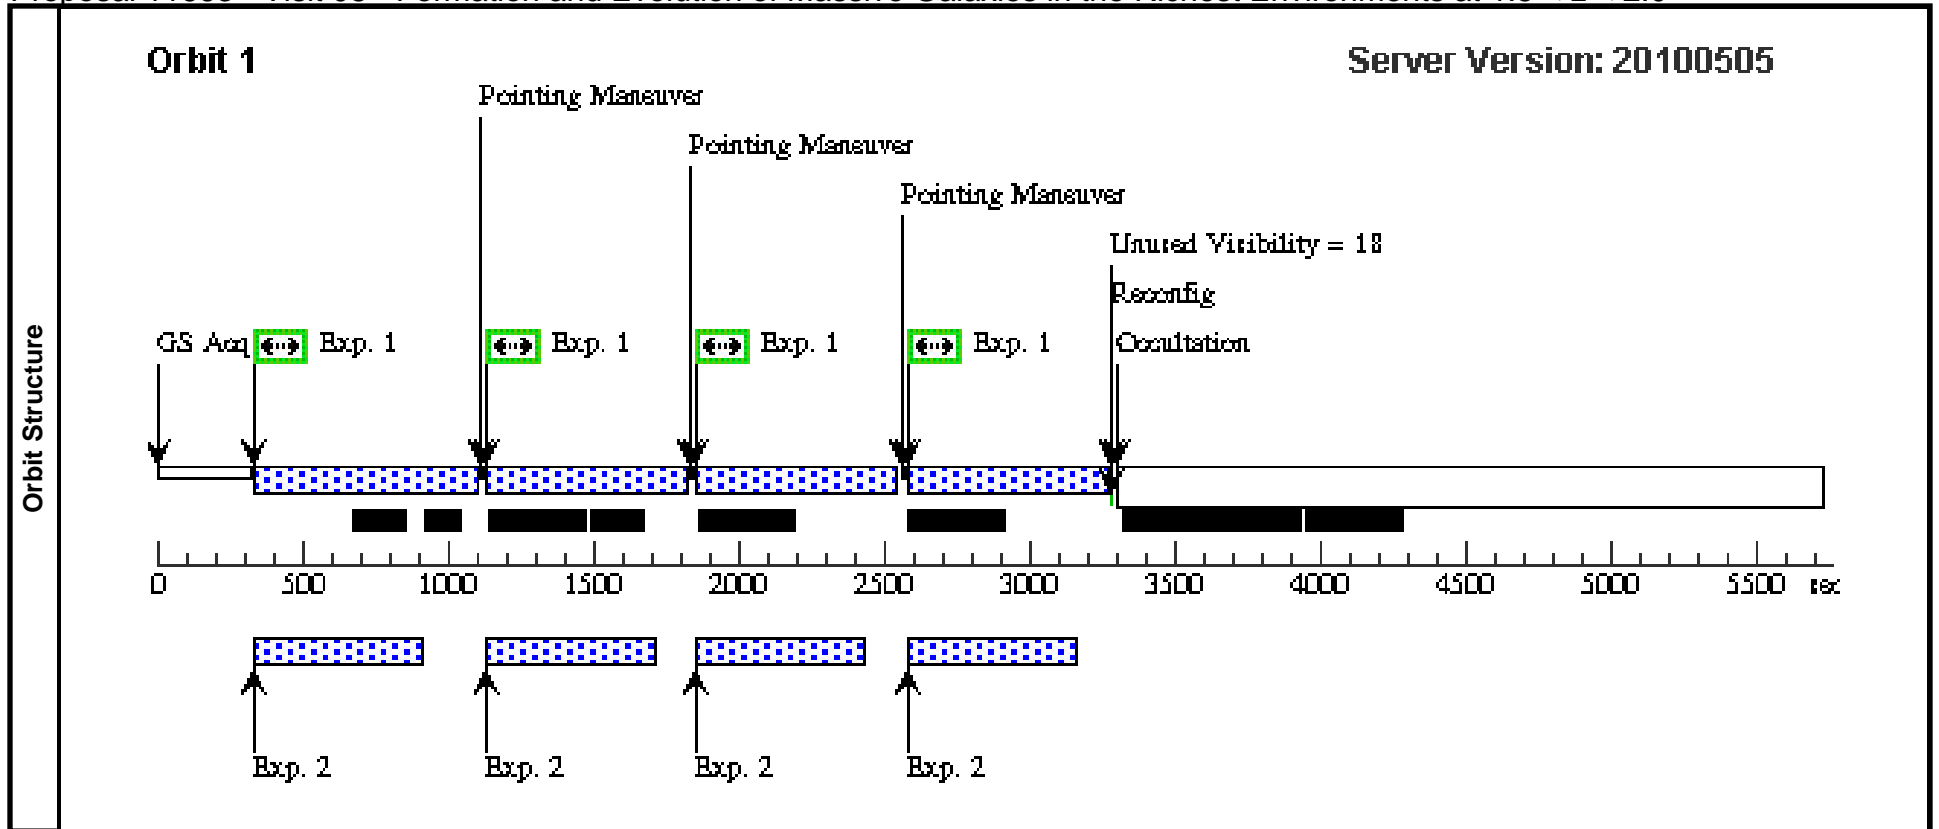 Orbit 1
Server Version: 20100505
Pointing Maneuver
Pointing Maneuver
Pointing Maneuver
Unused Visibility = 18
Reconfig
GS Acq
Exp. 1
Exp. 1
Exp. 1
Exp. 1
Occultation
Orbit Structure
0 500 1000 1500 2000 2500 3000 3500 4000 4500 5000 5500 sec
Exp. 2
Exp. 2
Exp. 2
Exp. 2